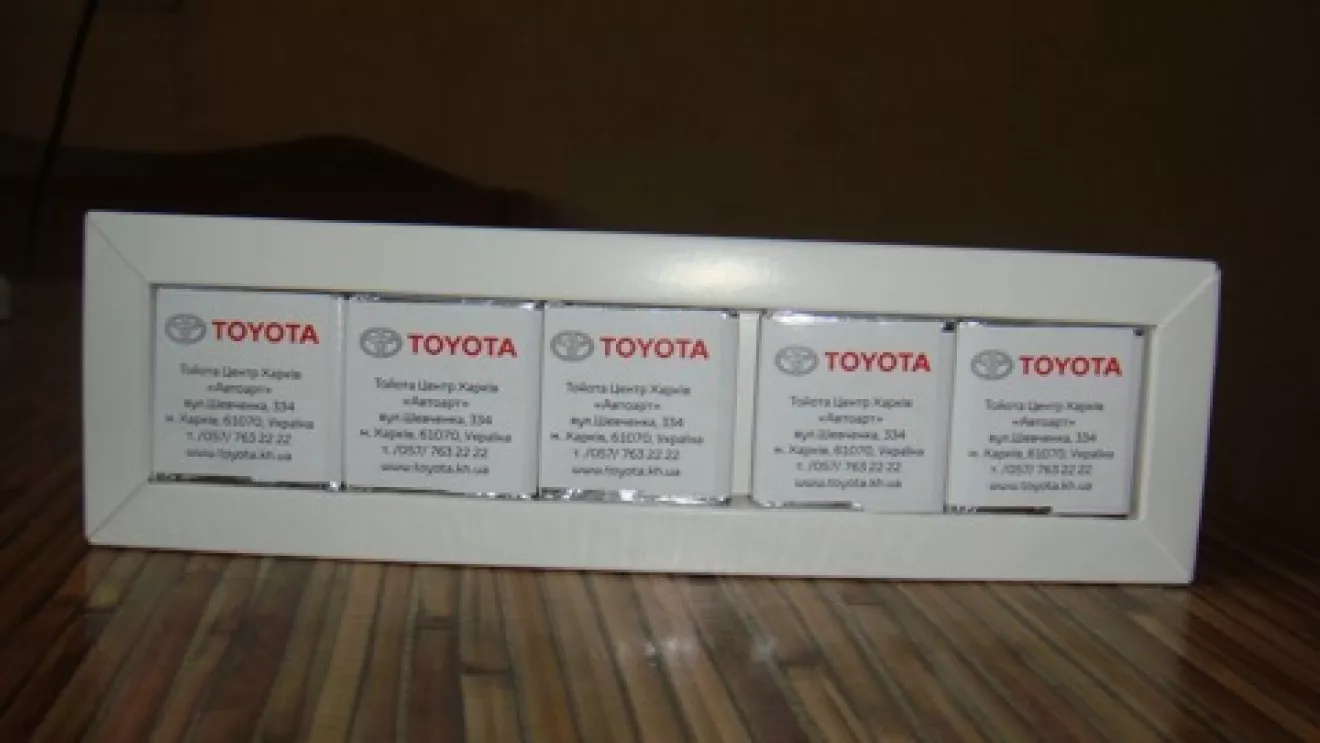 TOYOTA
Тойота Центр Харків
«Автоарт»
вул.Шевченка, 334
м. Харків, 61070, Україна
т. /057/ 763 22 22
www.toyota.kh.ua
TOYOTA
Тойота Центр Харків
«Автоарт»
вул.Шевченка, 334
м. Харків, 61070, Україна
т. /057/ 763 22 22
www.toyota.kh.ua
TOYOTA
Тойота Центр Харків
«Автоарт»
вул.Шевченка, 334
м. Харків, 61070, Україна
т. /057/ 763 22 22
www.toyota.kh.ua
TOYOTA
Тойота Центр Харків
«Автоарт»
вул.Шевченка, 334
м. Харків, 61070, Україна
т. /057/ 763 22 22
www.toyota.kh.ua
TOYOTA
Тойота Центр Харків
«Автоарт»
вул.Шевченка, 334
м. Харків, 61070, Україна
т. /057/ 763 22 22
www.toyota.kh.ua